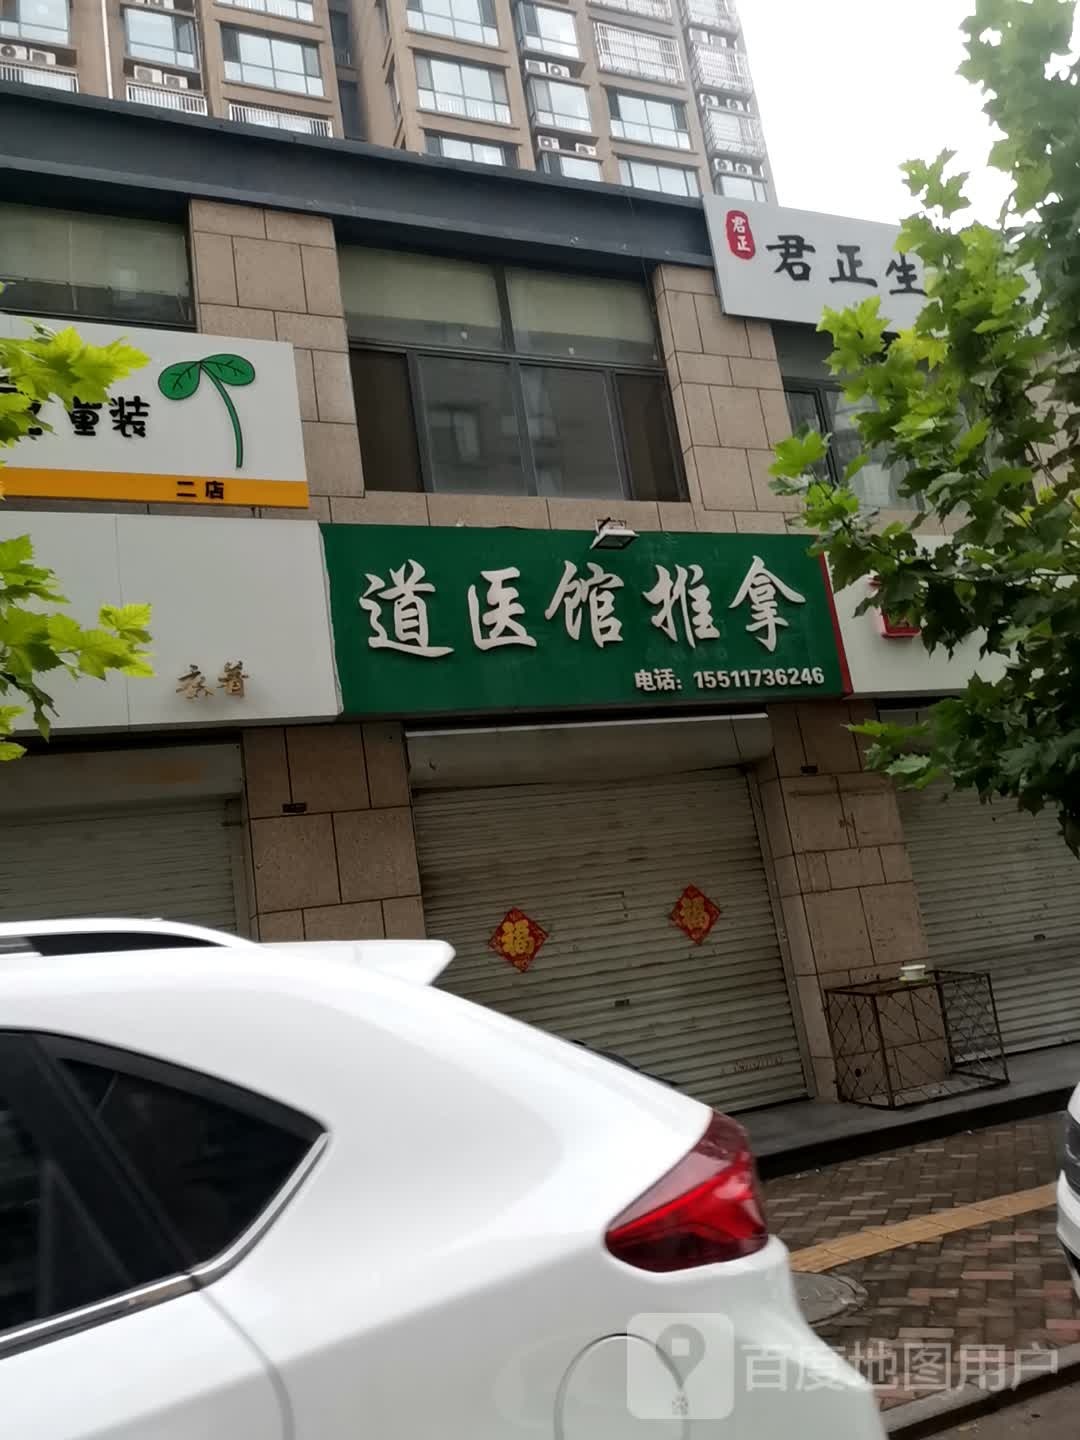 君正
君正生
童装
二店
道医馆推拿
电话：15511736246
福
福
百度地图用户